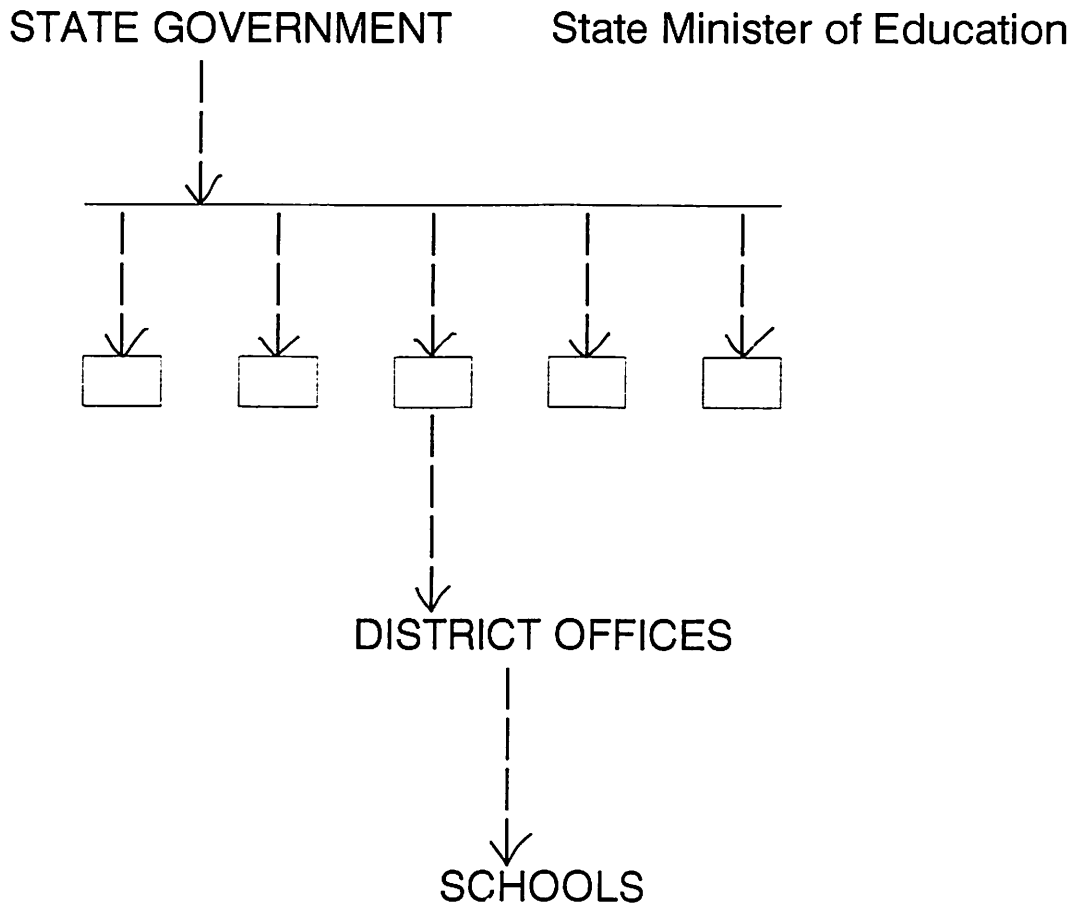 STATE GOVERNMENT State Minister of Education
DISTRICT OFFICES
SCHOOLS